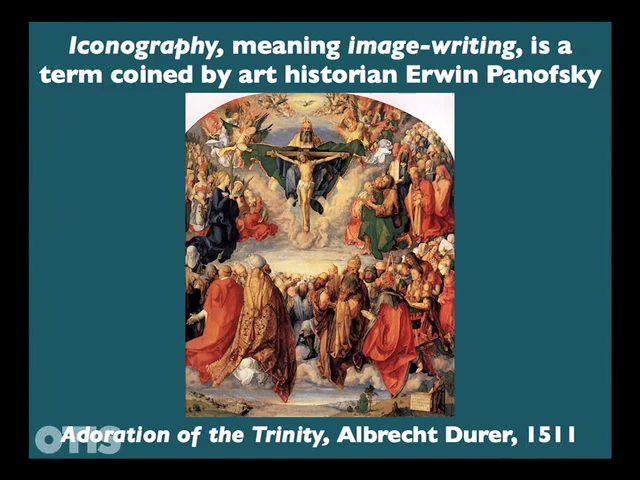 Iconography, meaning image-writing, is a
term coined by art historian Erwin Panofsky
Adoration of the Trinity, Albrecht Durer, 1511
OTIS